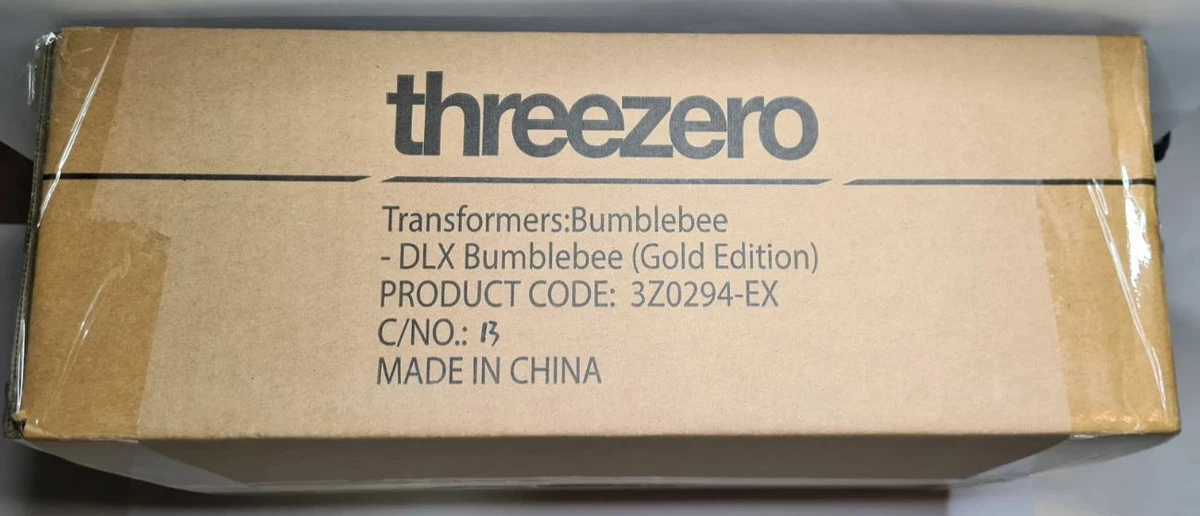 threezero
Transformers:Bumblebee
- DLX Bumblebee (Gold Edition)
PRODUCT CODE: 3Z0294-EX
C/NO.: 13
MADE IN CHINA